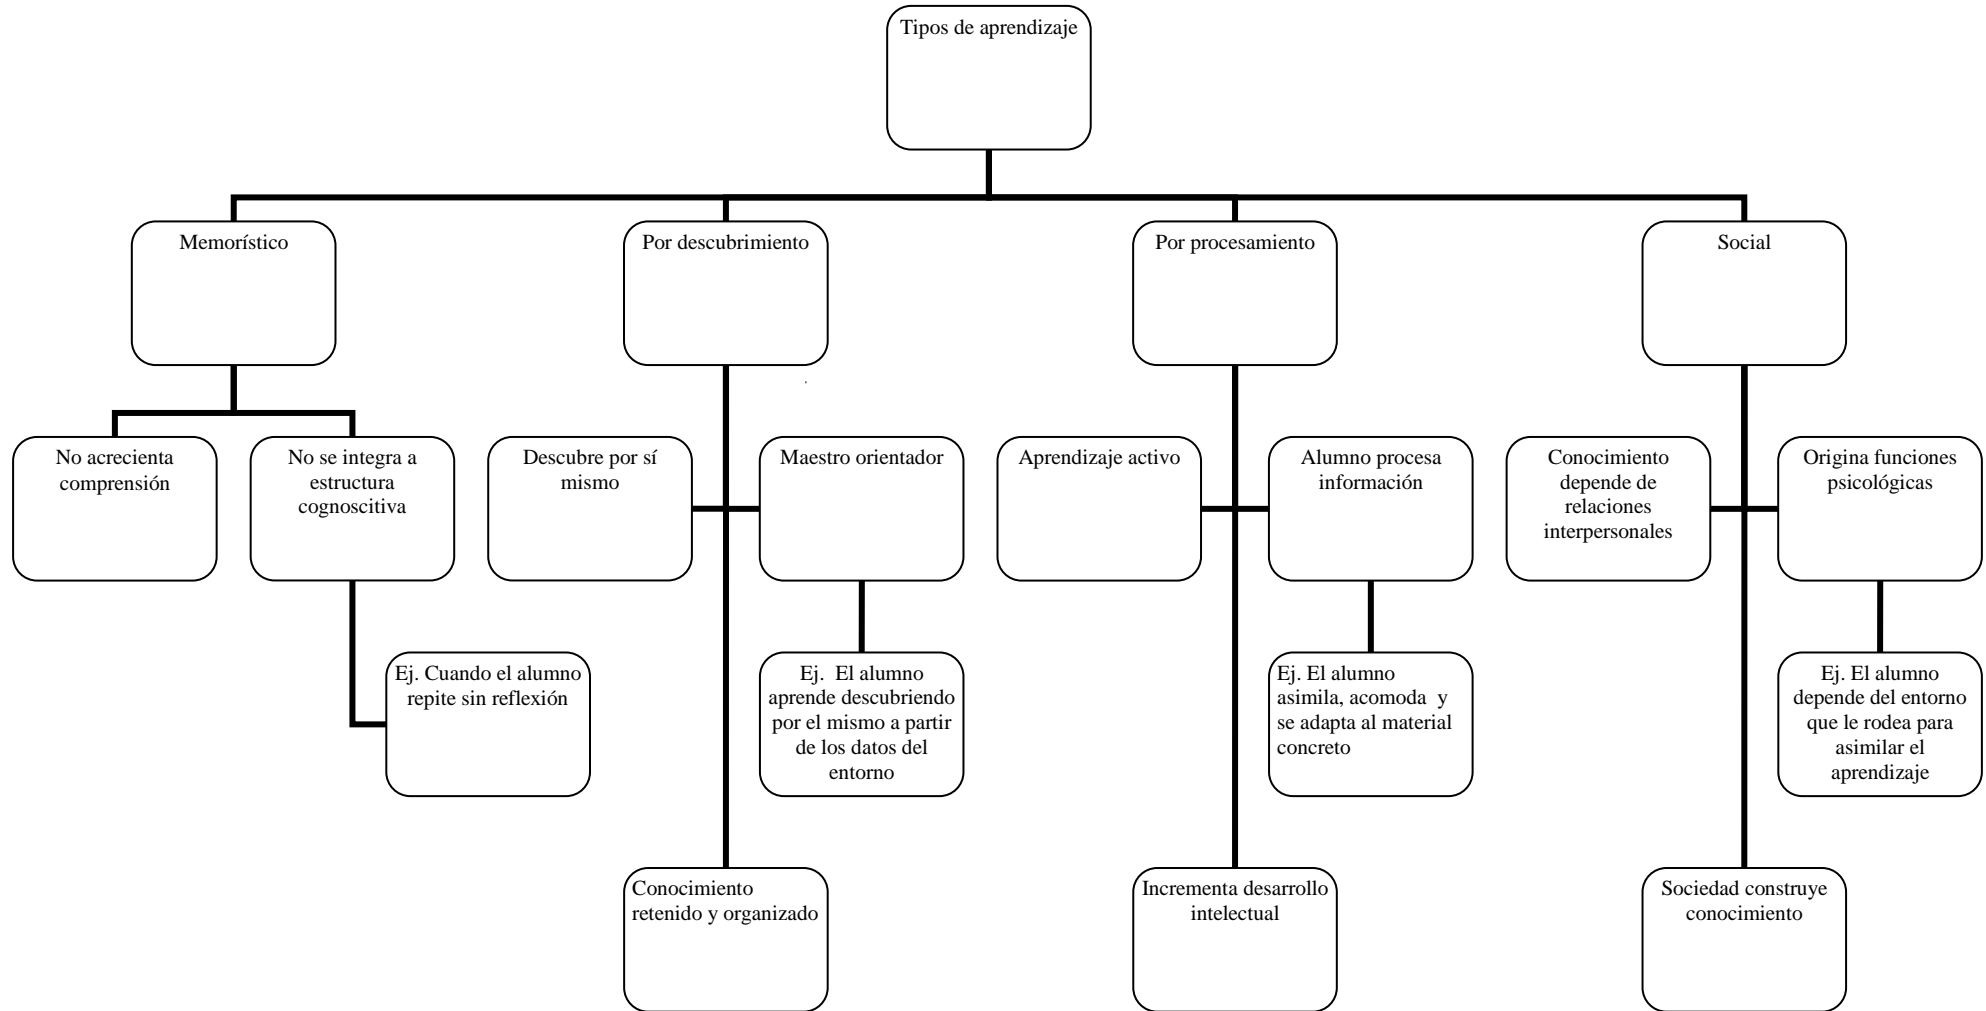 Tipos de aprendizaje
Memorístico
Por descubrimiento
Por procesamiento
Social
No acrecienta
comprensión
No se integra a
estructura
cognoscitiva
Descubre por sí
mismo
Maestro orientador
Aprendizaje activo
Alumno procesa
información
Conocimiento
depende de
relaciones
interpersonales
Origina funciones
psicológicas
Ej. Cuando el alumno
repite sin reflexión
Ej.  El alumno
aprende descubriendo
por el mismo a partir
de los datos del
entorno
Ej. El alumno
asimila, acomoda  y
se adapta al material
concreto
Ej. El alumno
depende del entorno
que le rodea para
asimilar el
aprendizaje
Conocimiento
retenido y organizado
Incrementa desarrollo
intelectual
Sociedad construye
conocimiento